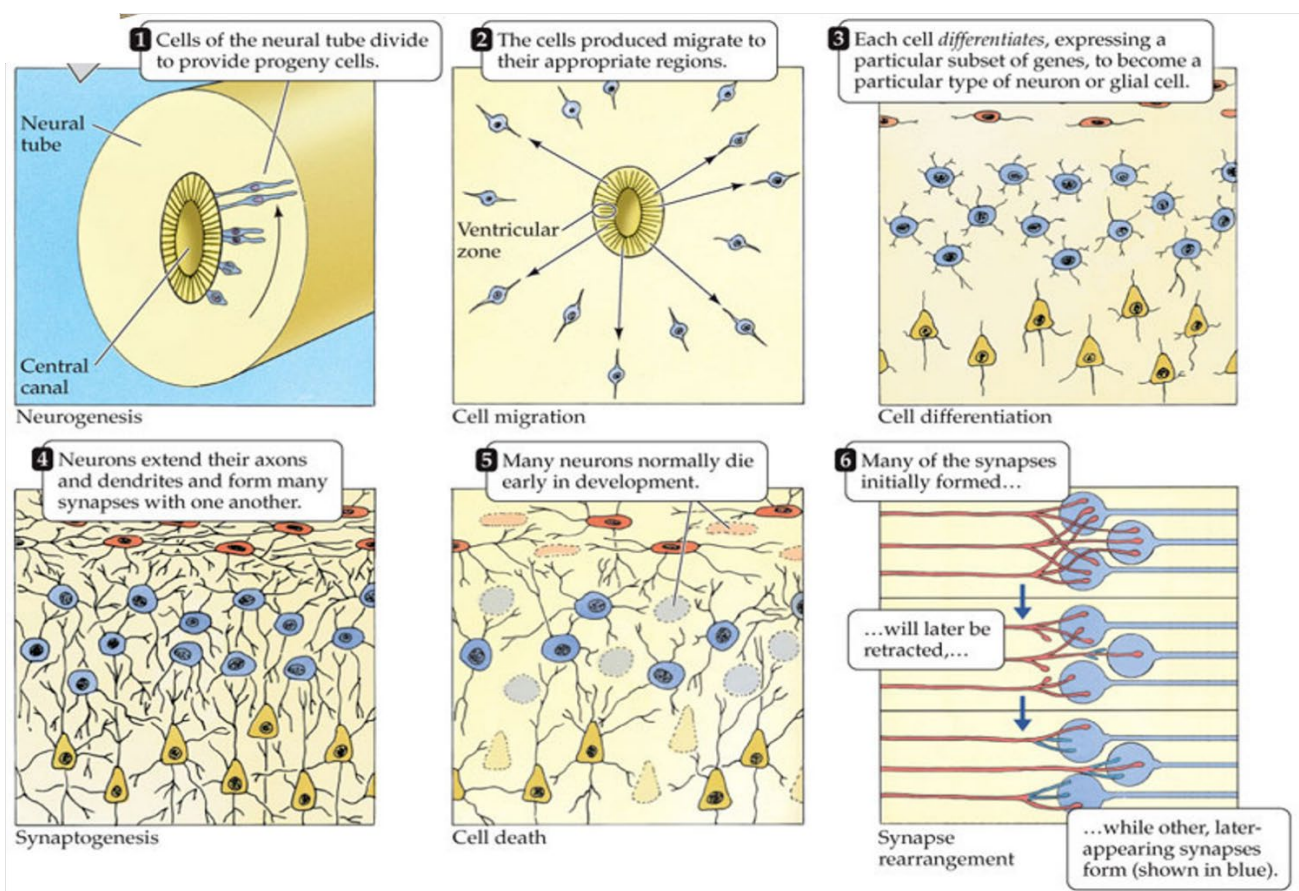 1 Cells of the neural tube divide
to provide progeny cells.
Neural
tube
Central
canal
Neurogenesis
2 The cells produced migrate to
their appropriate regions.
Ventricular
zone
Cell migration
3 Each cell differentiates, expressing a
particular subset of genes, to become a
particular type of neuron or glial cell.
Cell differentiation
4 Neurons extend their axons
and dendrites and form many
synapses with one another.
Synaptogenesis
5 Many neurons normally die
early in development.
Cell death
6 Many of the synapses
initially formed…
…will later be
retracted,…
…while other, later-
appearing synapses
form (shown in blue).
Synapse
rearrangement